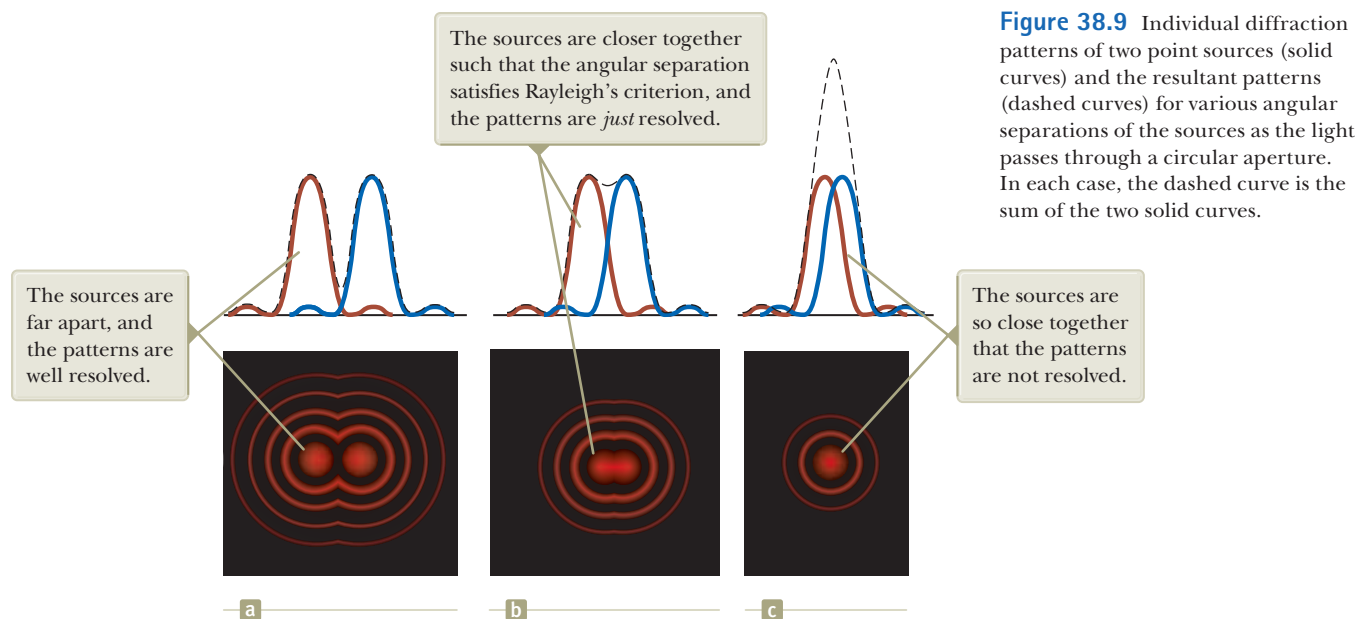 The sources are closer together
such that the angular separation
satisfies Rayleigh's criterion, and
the patterns are just resolved.
Figure 38.9 Individual diffraction
patterns of two point sources (solid
curves) and the resultant patterns
(dashed curves) for various angular
separations of the sources as the light
passes through a circular aperture.
In each case, the dashed curve is the
sum of the two solid curves.
The sources are
far apart, and
the patterns are
well resolved.
The sources are
so close together
that the patterns
are not resolved.
a
b
c